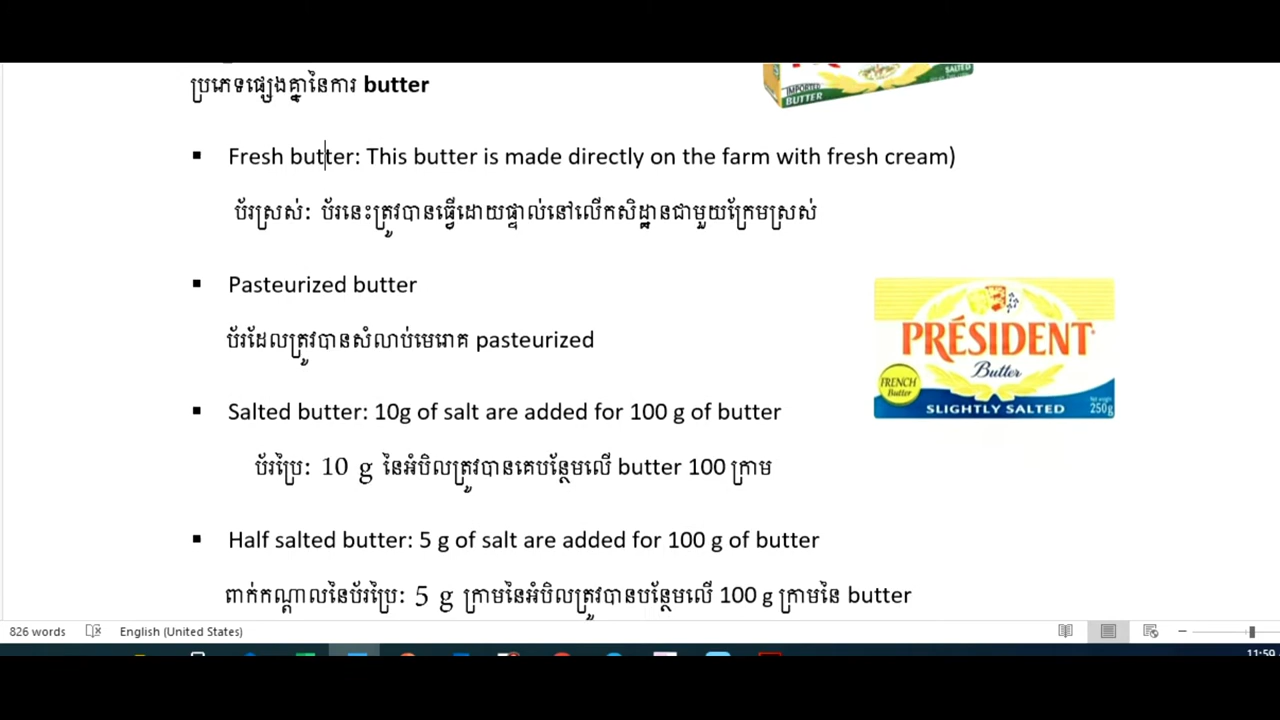 SALTED
IMPORTED
BUTTER
ប្រភេទផ្សេងគ្នានៃការ butter
▪ Fresh butter: This butter is made directly on the farm with fresh cream)
ប័រស្រស់: ប័រនេះត្រូវបានធ្វើដោយផ្ទាល់នៅលើកសិដ្ឋានជាមួយក្រែមស្រស់
▪ Pasteurized butter
ប័រដែលត្រូវបានសំលាប់មេរោគ pasteurized
PRÉSIDENT
Butter
FRENCH
Butter
SLIGHTLY SALTED
250g
▪ Salted butter: 10g of salt are added for 100 g of butter
ប័រប្រៃ: 10 g នៃអំបិលត្រូវបានគេបន្ថែមលើ butter 100 ក្រាម
▪ Half salted butter: 5 g of salt are added for 100 g of butter
ពាក់កណ្តាលនៃប័រប្រៃ: 5 g ក្រាមនៃអំបិលត្រូវបានបន្ថែមលើ 100 g ក្រាមនៃ butter
826 words
English (United States)
11:59